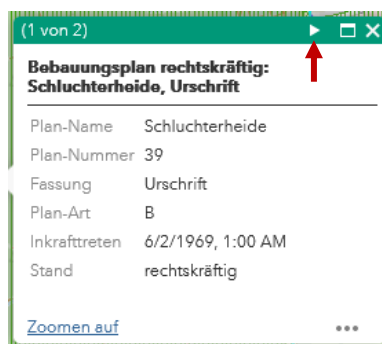 (1 von 2)
Bebauungsplan rechtskräftig:
Schluchterheide, Urschrift
Plan-Name Schluchterheide
Plan-Nummer 39
Fassung Urschrift
Plan-Art B
Inkrafttreten 6/2/1969, 1:00 AM
Stand rechtskräftig
Zoomen auf